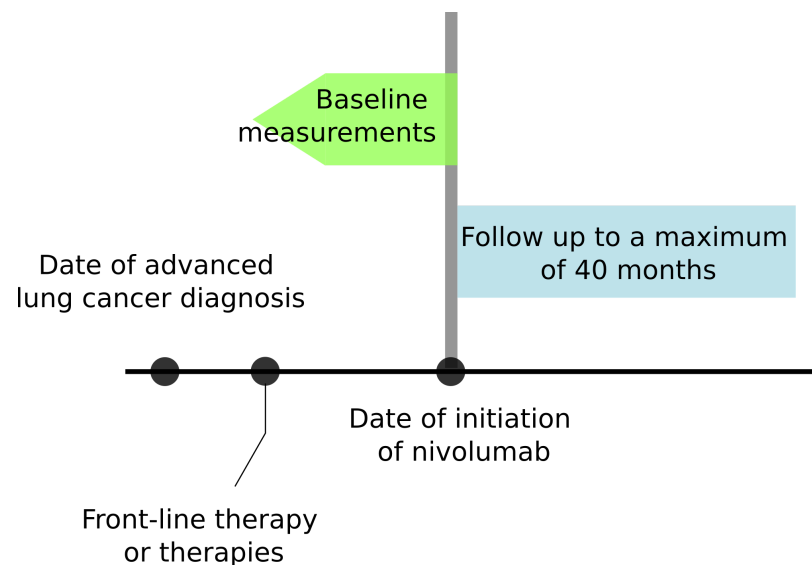 Baseline
measurements
Follow up to a maximum
of 40 months
Date of advanced
lung cancer diagnosis
Date of initiation
of nivolumab
Front-line therapy
or therapies